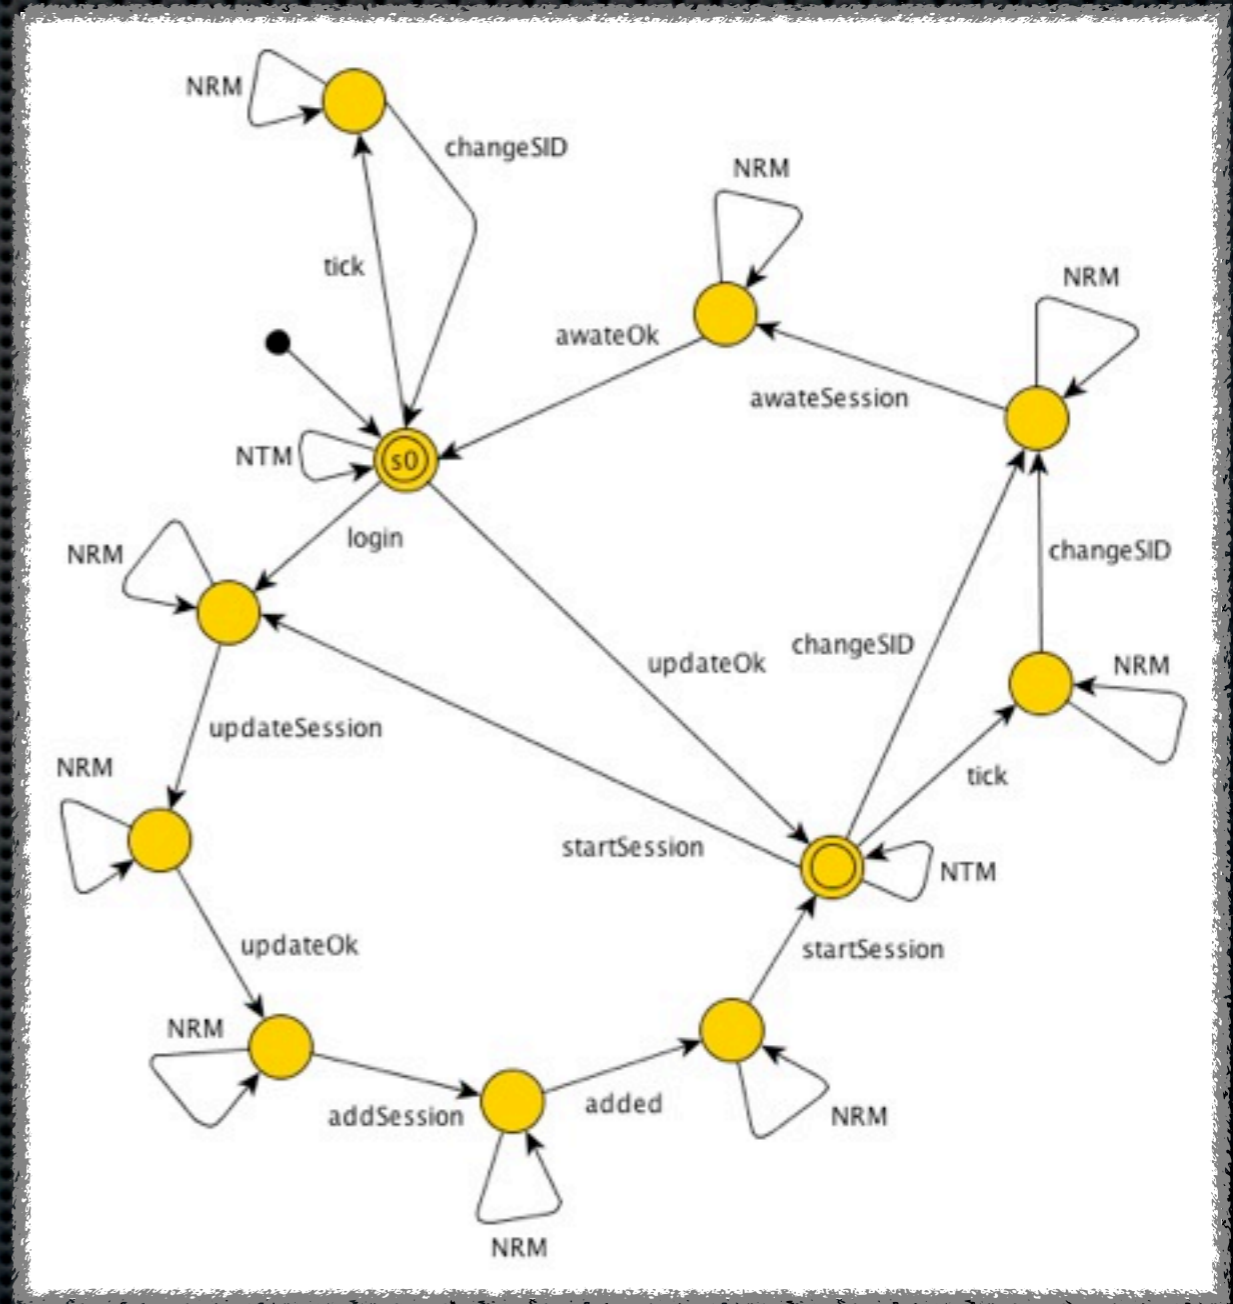 NRM
changeSID
NRM
tick
NRM
awateOk
awateSession
NTM
s0
login
NRM
changeSID
changeSID
updateOk
NRM
updateSession
NRM
tick
startSession
NTM
updateOk
startSession
NRM
added
addSession
NRM
NRM